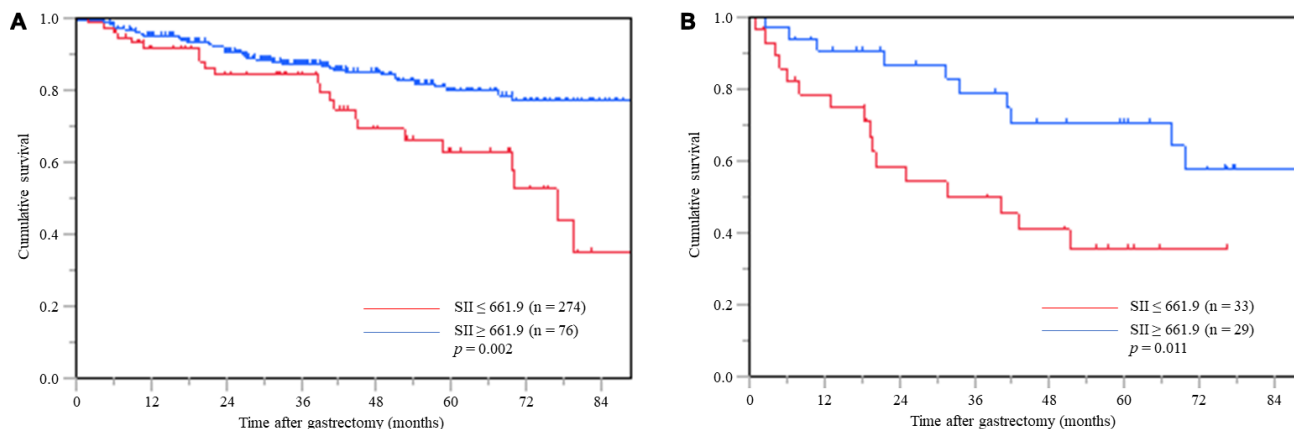 A
1.0
0.8
0.6
0.4
0.2
0.0
Cumulative survival
SII ≤ 661.9 (n = 274)
SII ≥ 661.9 (n = 76)
p = 0.002
0 12 24 36 48 60 72 84
Time after gastrectomy (months)
B
1.0
0.8
0.6
0.4
0.2
0.0
Cumulative survival
SII ≤ 661.9 (n = 33)
SII ≥ 661.9 (n = 29)
p = 0.011
0 12 24 36 48 60 72 84
Time after gastrectomy (months)